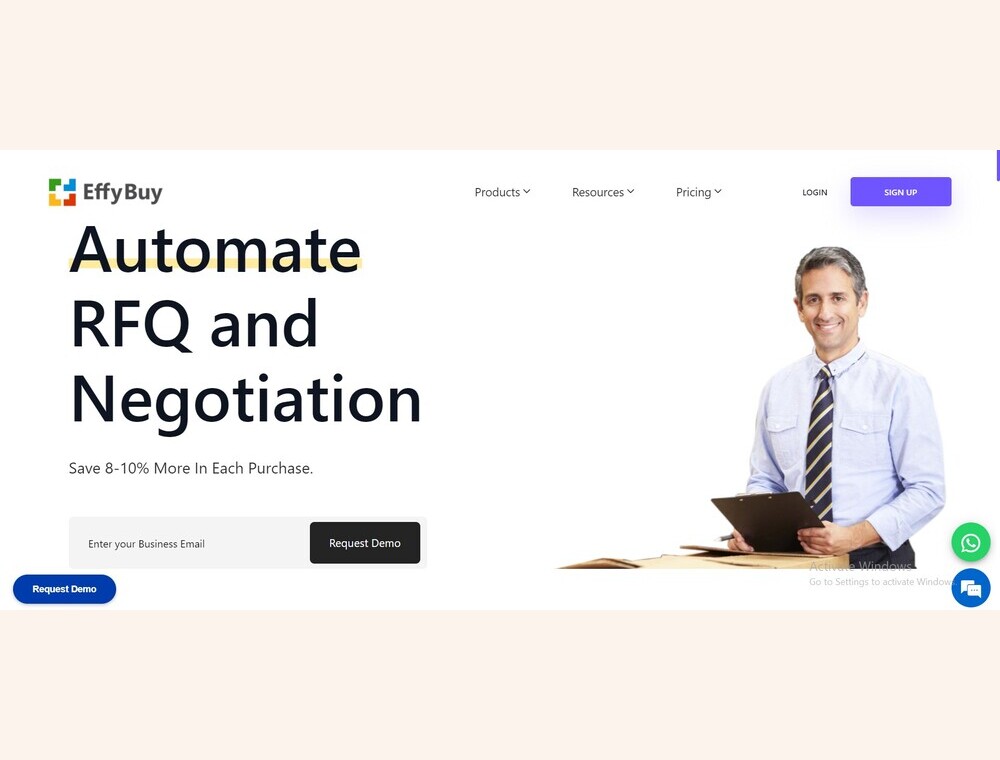 EffyBuy
Products
Resources
Pricing
LOGIN
SIGN UP
Automate
RFQ and
Negotiation
Save 8-10% More In Each Purchase.
Enter your Business Email
Request Demo
Activate Windows
Go to Settings to activate Windows.
Request Demo